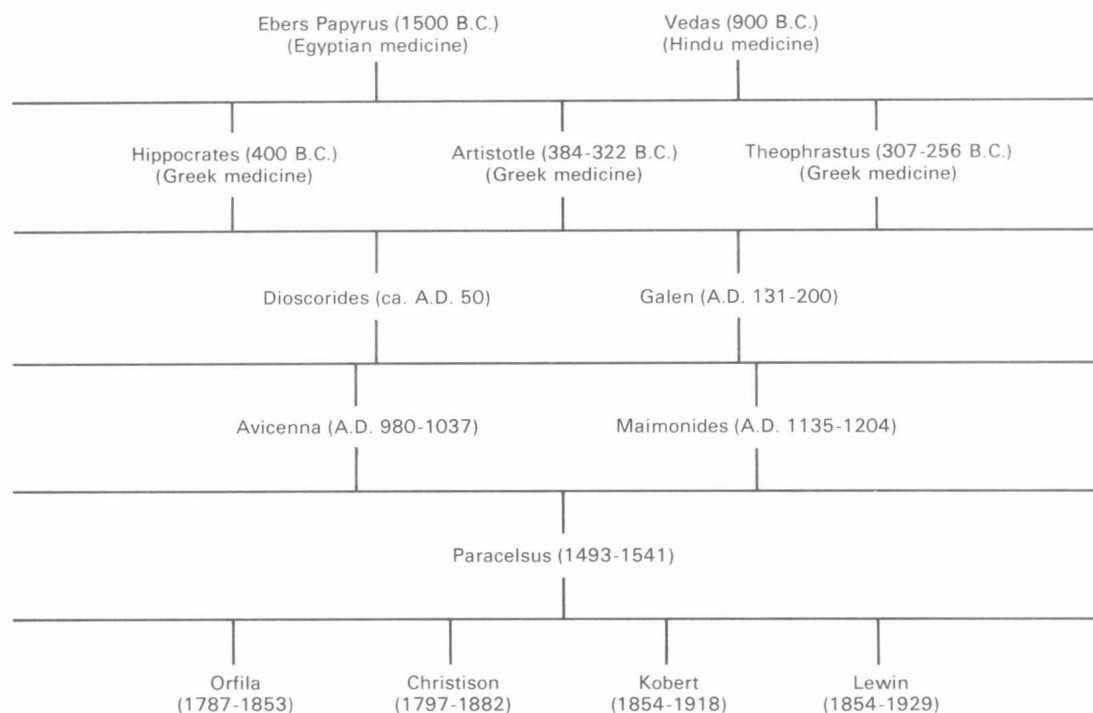 Ebers Papyrus (1500 B.C.)
(Egyptian medicine)
Vedas (900 B.C.)
(Hindu medicine)
Hippocrates (400 B.C.)
(Greek medicine)
Artistotle (384-322 B.C.)
(Greek medicine)
Theophrastus (307-256 B.C.)
(Greek medicine)
Dioscorides (ca. A.D. 50)
Galen (A.D. 131-200)
Avicenna (A.D. 980-1037)
Maimonides (A.D. 1135-1204)
Paracelsus (1493-1541)
Orfila
(1787-1853)
Christison
(1797-1882)
Kobert
(1854-1918)
Lewin
(1854-1929)